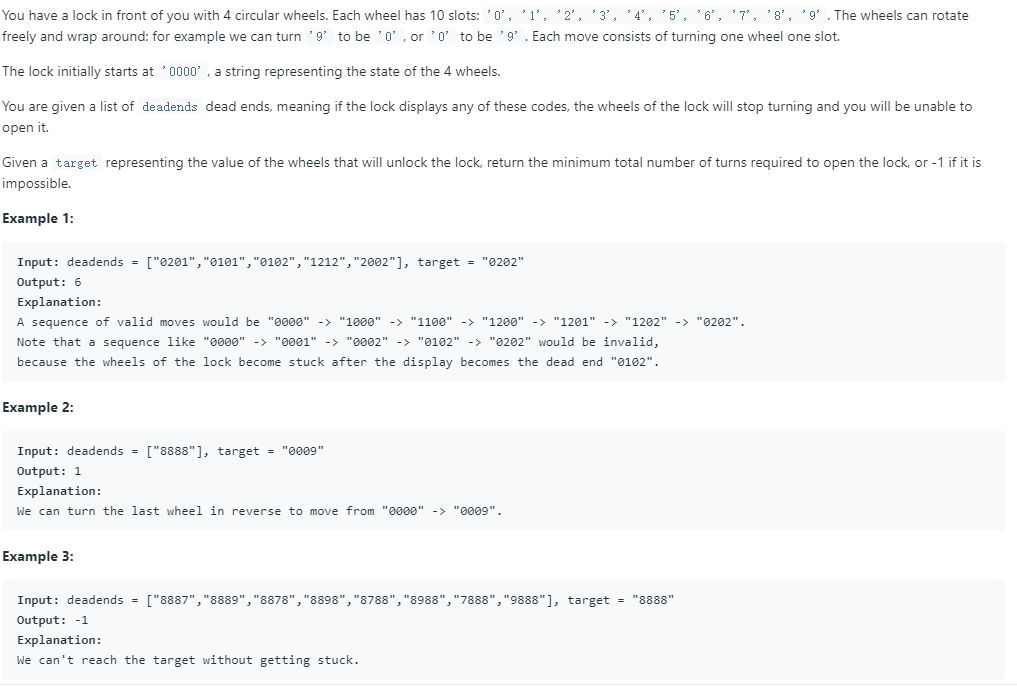 You have a lock in front of you with 4 circular wheels. Each wheel has 10 slots: '0', '1', '2', '3', '4', '5', '6', '7', '8', '9' . The wheels can rotate
freely and wrap around: for example we can turn '9' to be '0' , or '0' to be '9' . Each move consists of turning one wheel one slot.
The lock initially starts at '0000' , a string representing the state of the 4 wheels.
You are given a list of deadends dead ends, meaning if the lock displays any of these codes, the wheels of the lock will stop turning and you will be unable to
open it.
Given a target representing the value of the wheels that will unlock the lock, return the minimum total number of turns required to open the lock, or -1 if it is
impossible.
Example 1:
Input: deadends = ["0201","0101","0102","1212","2002"], target = "0202"
Output: 6
Explanation:
A sequence of valid moves would be "0000" -> "1000" -> "1100" -> "1200" -> "1201" -> "1202" -> "0202".
Note that a sequence like "0000" -> "0001" -> "0002" -> "0102" -> "0202" would be invalid,
because the wheels of the lock become stuck after the display becomes the dead end "0102".
Example 2:
Input: deadends = ["8888"], target = "0009"
Output: 1
Explanation:
We can turn the last wheel in reverse to move from "0000" -> "0009".
Example 3:
Input: deadends = ["8887","8889","8878","8898","8788","8988","7888","9888"], target = "8888"
Output: -1
Explanation:
We can't reach the target without getting stuck.